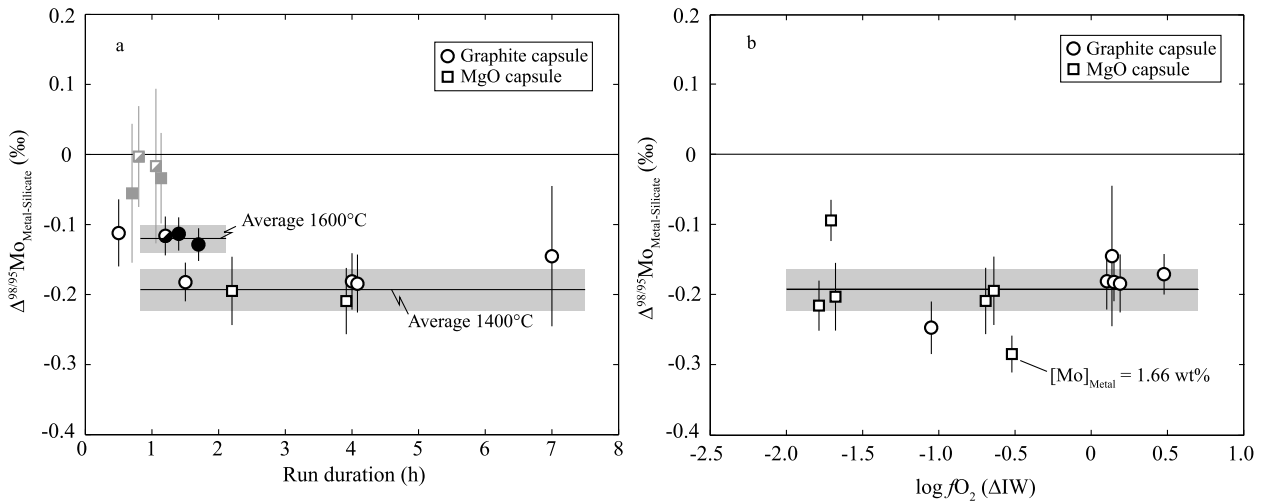 a
Graphite capsule
MgO capsule
Average 1600°C
Average 1400°C
0.2
0.1
0
-0.1
-0.2
-0.3
-0.4
0 1 2 3 4 5 6 7 8
Run duration (h)
Δ98/95MoMetal-Silicate (‰)
b
Graphite capsule
MgO capsule
[Mo]Metal = 1.66 wt%
0.2
0.1
0
-0.1
-0.2
-0.3
-0.4
-2.5 -2.0 -1.5 -1.0 -0.5 0.0 0.5 1.0
log fO2 (ΔIW)
Δ98/95MoMetal-Silicate (‰)